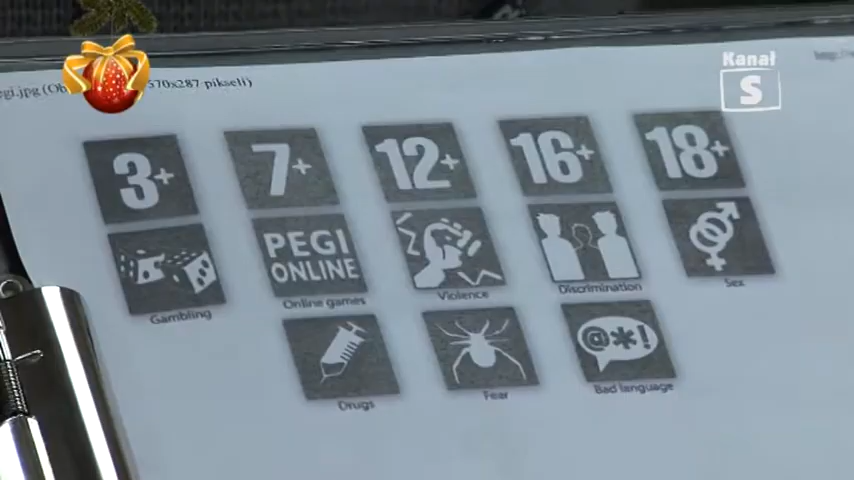 Kanal
S
570x287 pikseli)
3+
7+
12+
16+
18+
PEGI
ONLINE
Gambling
Online games
Violence
Discrimination
Sex
@*!
Drugs
Fear
Bad language